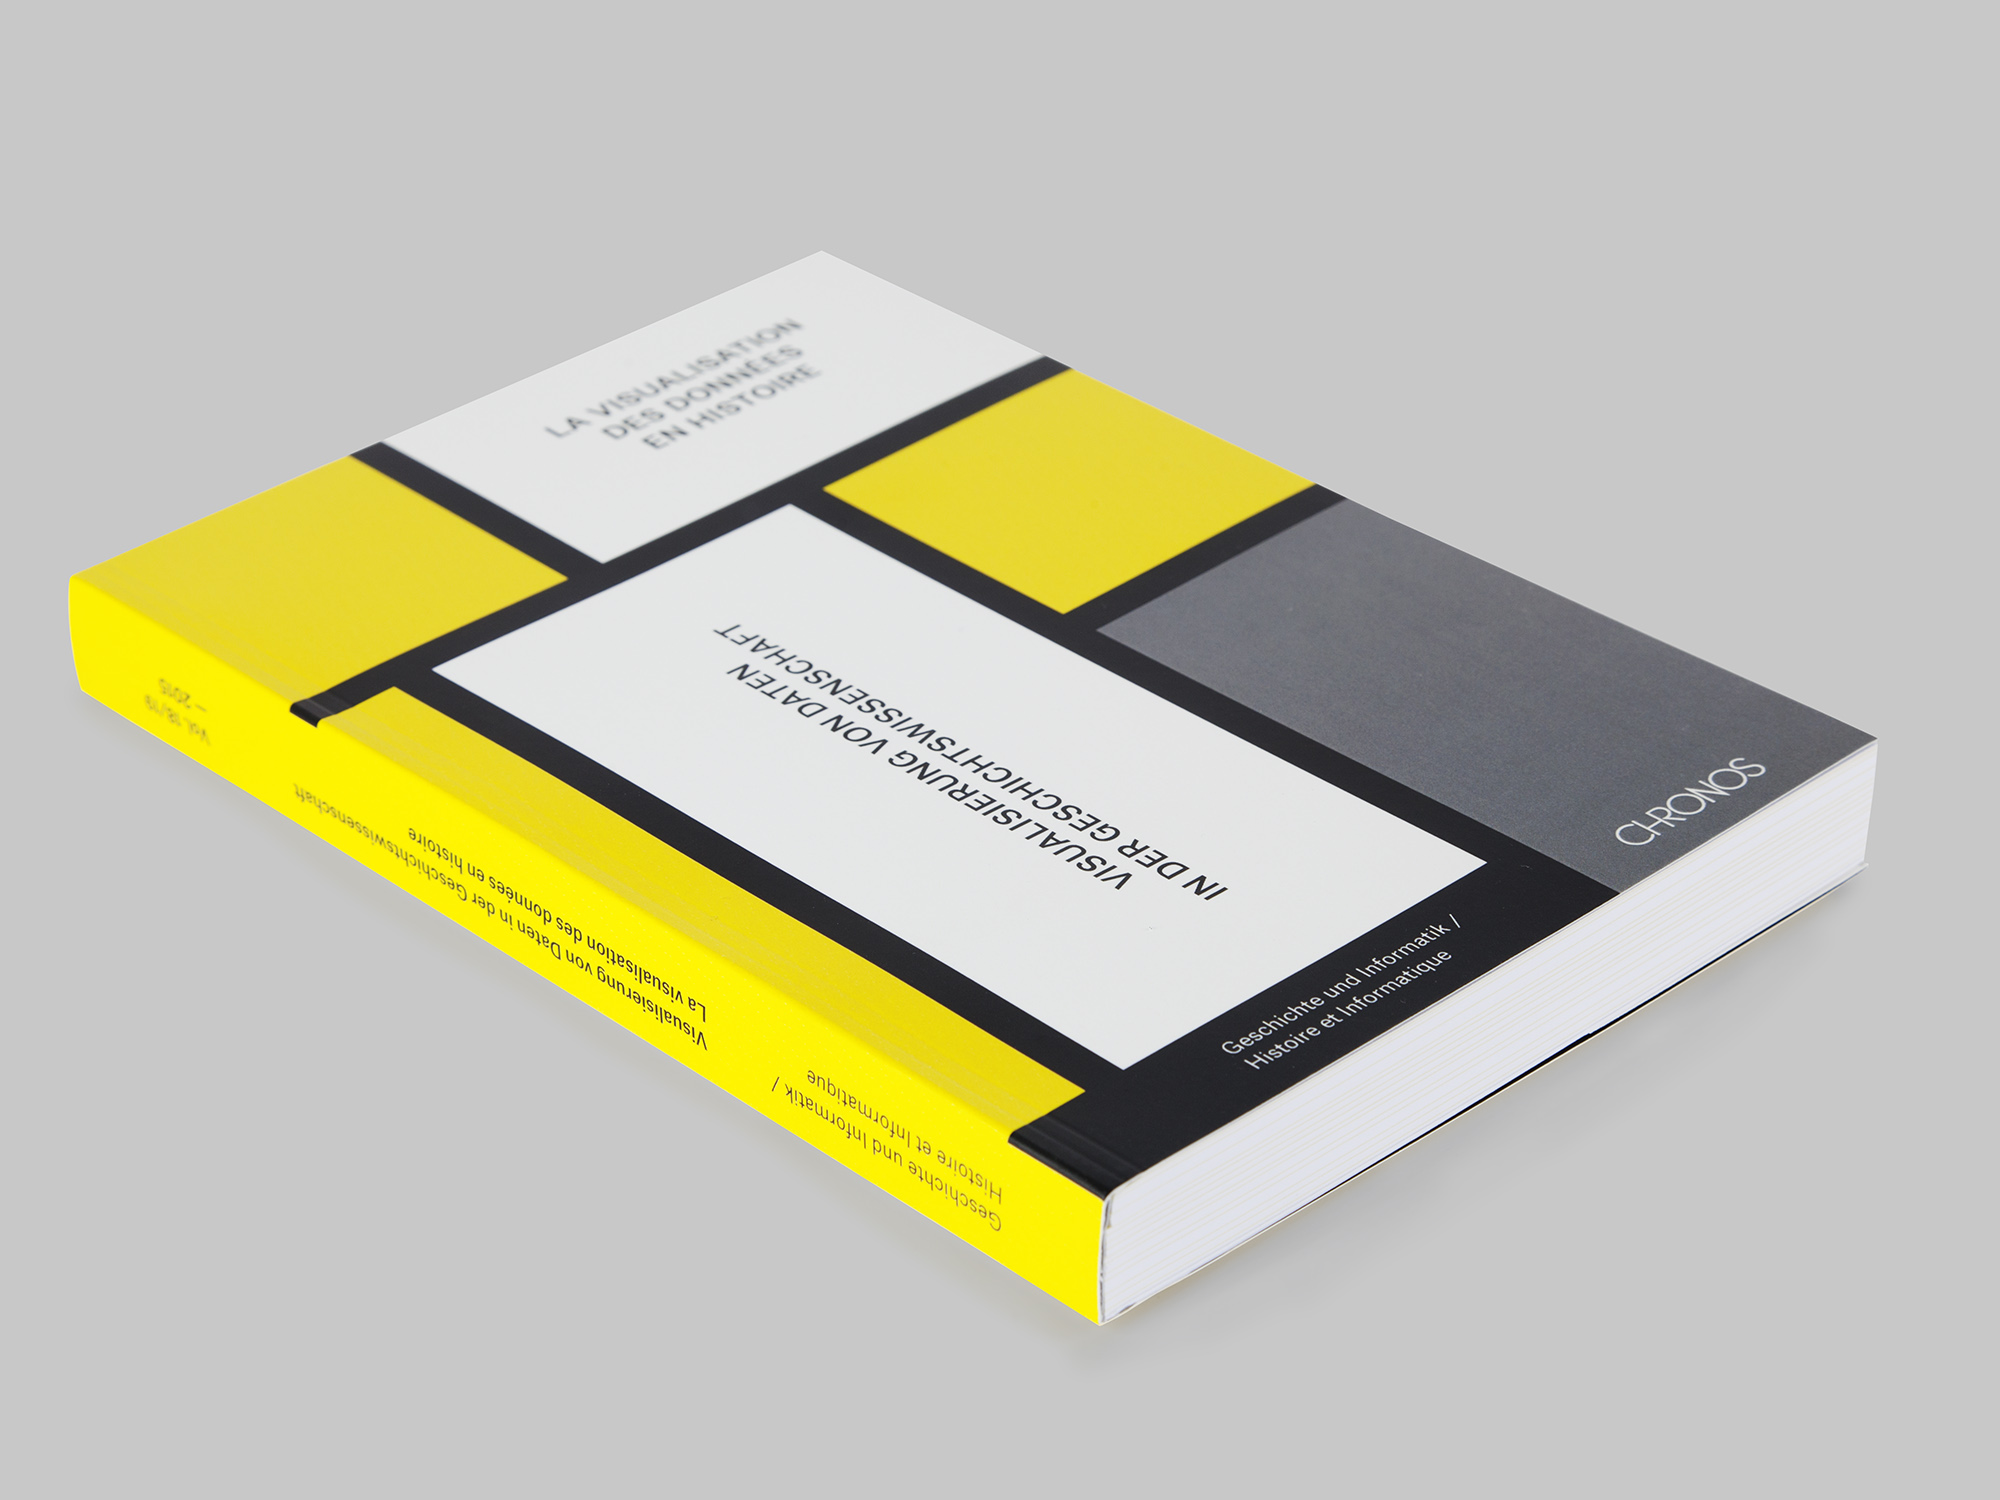 LA VISUALISATION
DES DONNÉES
EN HISTOIRE
VISUALISIERUNG VON DATEN
IN DER GESCHICHTSWISSENSCHAFT
CHRONOS
Geschichte und Informatik /
Histoire et Informatique
Geschichte und Informatik /
Histoire et Informatique
Visualisierung von Daten in der Geschichtswissenschaft
La visualisation des données en histoire
Vol. 18/19
— 2015